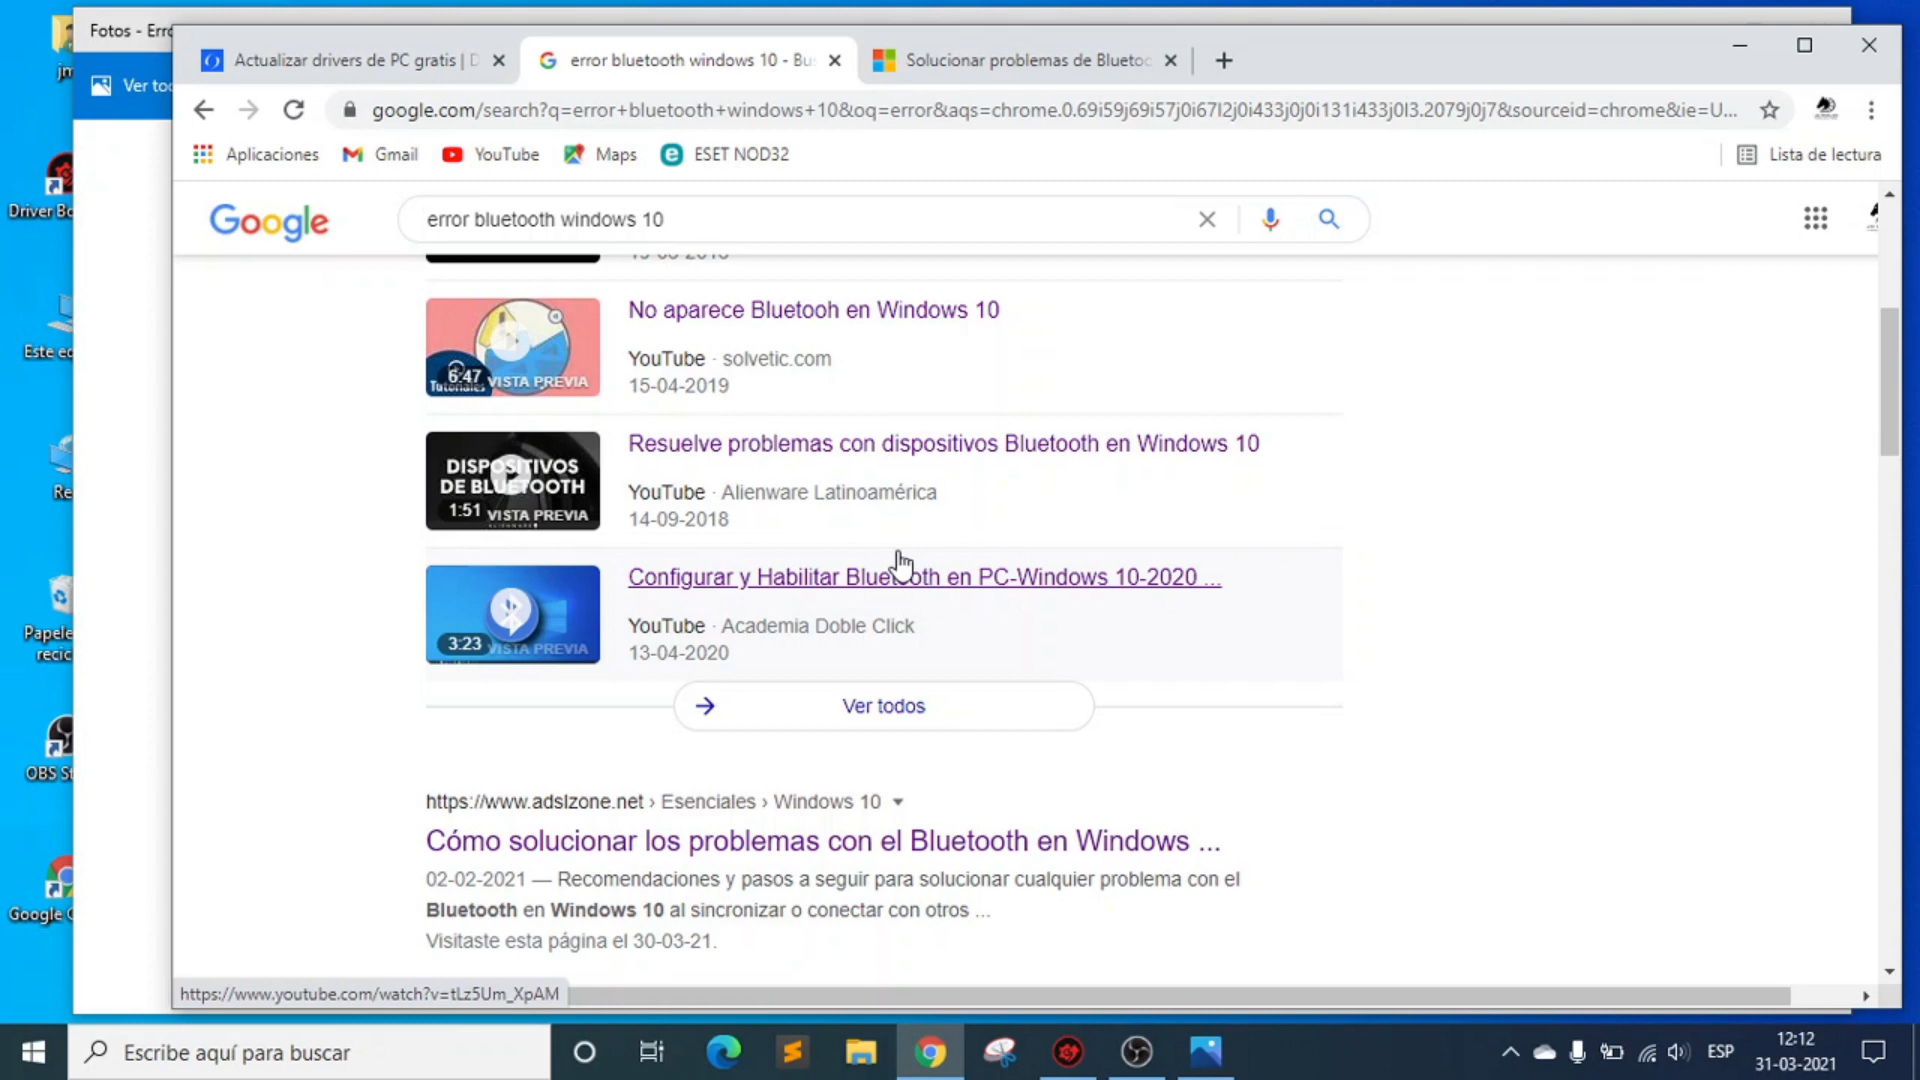 Fotos - Erro
jm
Ver to
Actualizar drivers de PC gratis | D
error bluetooth windows 10 - Bus
Solucionar problemas de Bluetoo
google.com/search?q=error+bluetooth+windows+10&oq=error&aqs=chrome.0.69i59j69i57j0i67l2j0i433j0j0i131i433j0l3.2079j0j7&sourceid=chrome&ie=U...
Aplicaciones
Gmail
YouTube
Maps
ESET NOD32
Lista de lectura
Google
error bluetooth windows 10
Driver Bo
Este eq
Re
Papele
recic
OBS St
Google C
No aparece Bluetooh en Windows 10
YouTube · solvetic.com
15-04-2019
6:47 VISTA PREVIA
Tutoriales
Resuelve problemas con dispositivos Bluetooth en Windows 10
YouTube · Alienware Latinoamérica
14-09-2018
DISPOSITIVOS
DE BLUETOOTH
1:51 VISTA PREVIA
Configurar y Habilitar Bluetooth en PC-Windows 10-2020 ...
YouTube · Academia Doble Click
13-04-2020
3:23 VISTA PREVIA
Ver todos
https://www.adslzone.net › Esenciales › Windows 10
Cómo solucionar los problemas con el Bluetooth en Windows ...
02-02-2021 — Recomendaciones y pasos a seguir para solucionar cualquier problema con el
Bluetooth en Windows 10 al sincronizar o conectar con otros ...
Visitaste esta página el 30-03-21.
https://www.youtube.com/watch?v=tLz5Um_XpAM
Escribe aquí para buscar
ESP
12:12
31-03-2021